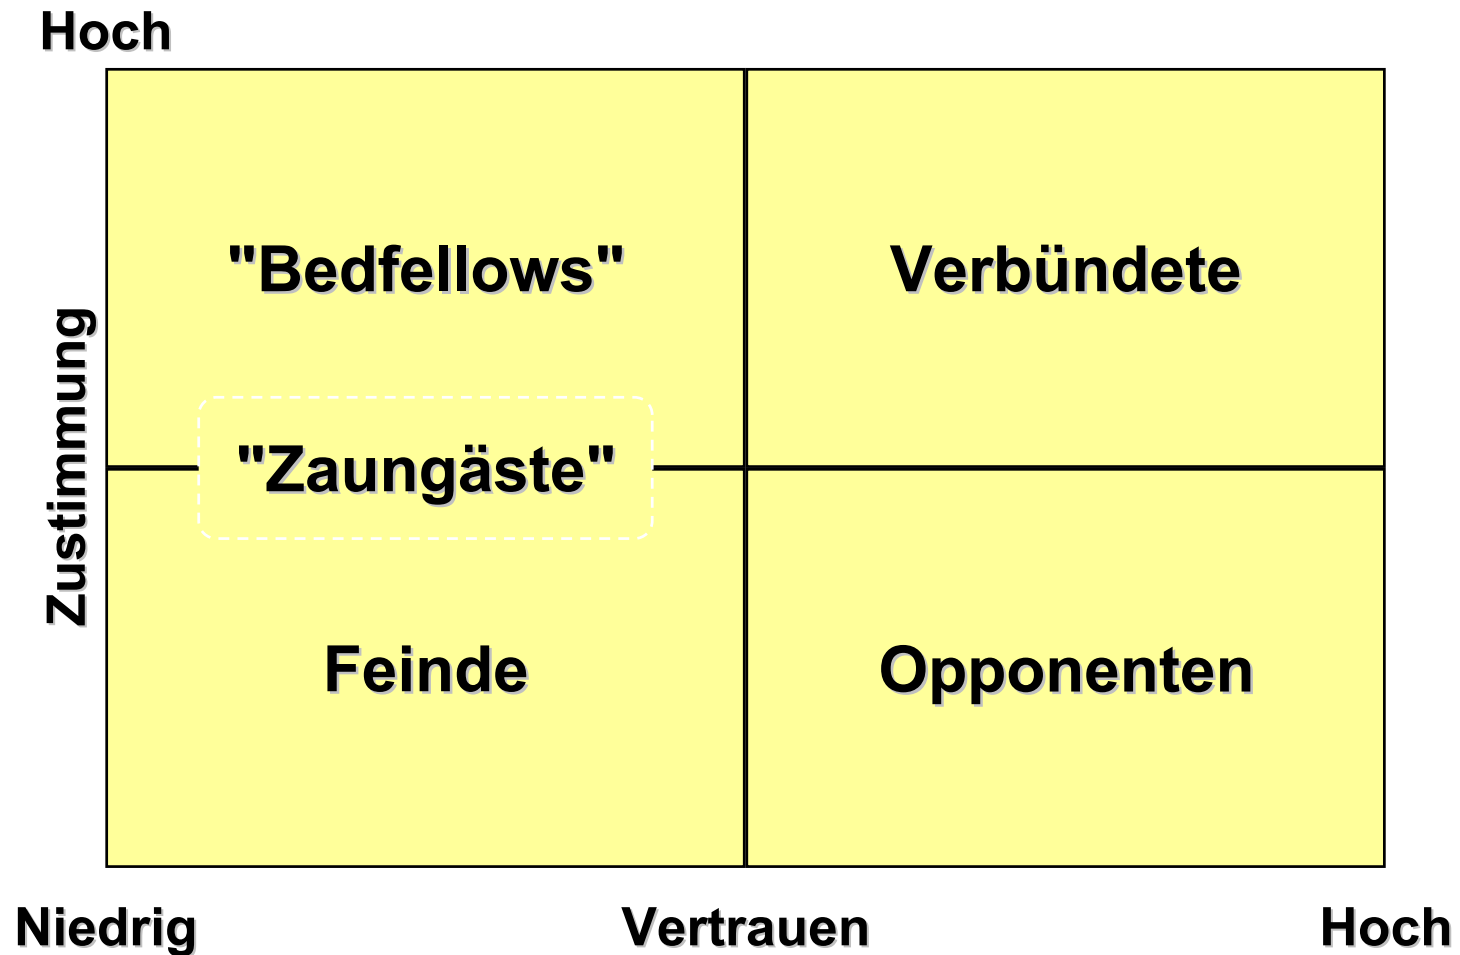 Hoch
"Bedfellows"
Verbündete
Zustimmung
"Zaungäste"
Feinde
Opponenten
Niedrig
Vertrauen
Hoch